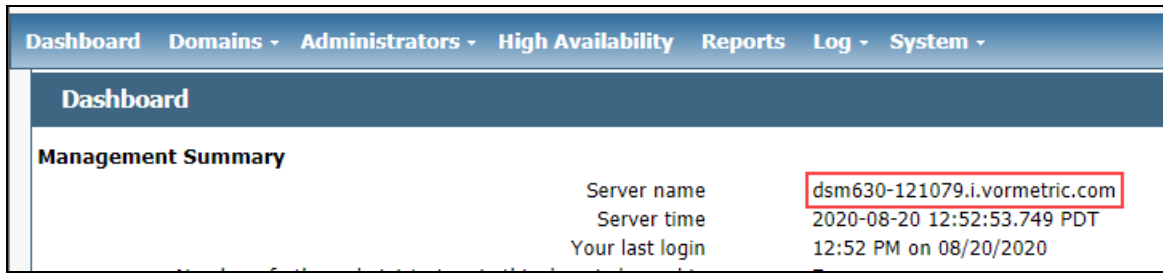 Dashboard Domains - Administrators - High Availability Reports Log - System -
Dashboard
Management Summary
Server name dsm630-121079.i.vormetric.com
Server time 2020-08-20 12:52:53.749 PDT
Your last login 12:52 PM on 08/20/2020